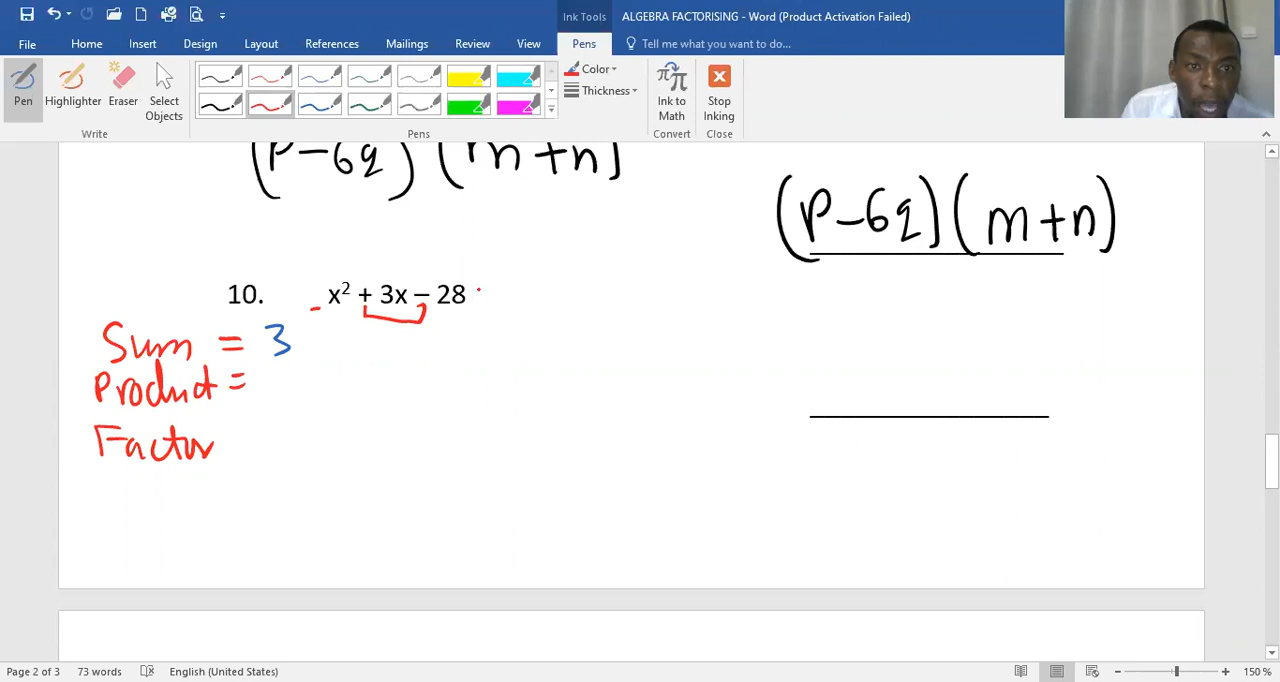 Ink Tools
ALGEBRA FACTORISING - Word (Product Activation Failed)
File Home Insert Design Layout References Mailings Review View Pens Tell me what you want to do...
Pen Highlighter Eraser Select Objects
Color
Thickness
Ink to Math
Stop Inking
Write Pens Convert Close
(P-6q) (m+n)
(P-6q)(m+n)
10. x² + 3x – 28
Sum = 3
Product =
Factor
Page 2 of 3 73 words English (United States) 150 %